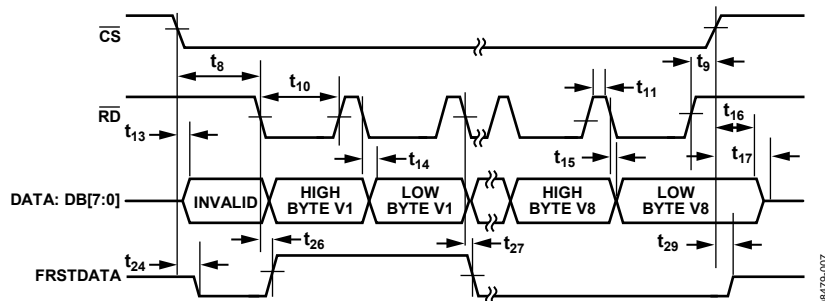 CS
t8
t9
t10
t11
RD
t16
t13
t14
t15
t17
DATA: DB[7:0]
INVALID
HIGH
BYTE V1
LOW
BYTE V1
HIGH
BYTE V8
LOW
BYTE V8
t24
t26
t27
t29
FRSTDATA
08479-007